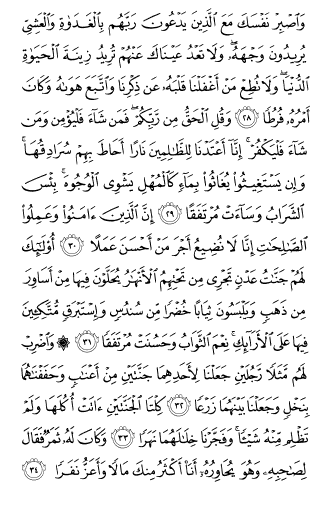 وَٱصۡبِرۡ نَفۡسَكَ مَعَ ٱلَّذِينَ يَدۡعُونَ رَبَّهُم بِٱلۡغَدَوٰةِ وَٱلۡعَشِيِّ
يُرِيدُونَ وَجۡهَهُۥۖ وَلَا تَعۡدُ عَيۡنَاكَ عَنۡهُمۡ تُرِيدُ زِينَةَ ٱلۡحَيَوٰةِ
ٱلدُّنۡيَاۖ وَلَا تُطِعۡ مَنۡ أَغۡفَلۡنَا قَلۡبَهُۥ عَن ذِكۡرِنَا وَٱتَّبَعَ هَوَىٰهُ وَكَانَ
أَمۡرُهُۥ فُرُطٗا ٢٨ وَقُلِ ٱلۡحَقُّ مِن رَّبِّكُمۡۖ فَمَن شَآءَ فَلۡيُؤۡمِن وَمَن
شَآءَ فَلۡيَكۡفُرۡۚ إِنَّآ أَعۡتَدۡنَا لِلظَّٰلِمِينَ نَارًا أَحَاطَ بِهِمۡ سُرَادِقُهَاۚ
وَإِن يَسۡتَغِيثُواْ يُغَاثُواْ بِمَآءٖ كَٱلۡمُهۡلِ يَشۡوِي ٱلۡوُجُوهَۚ بِئۡسَ
ٱلشَّرَابُ وَسَآءَتۡ مُرۡتَفَقًا ٢٩ إِنَّ ٱلَّذِينَ ءَامَنُواْ وَعَمِلُواْ
ٱلصَّٰلِحَٰتِ إِنَّا لَا نُضِيعُ أَجۡرَ مَنۡ أَحۡسَنَ عَمَلًا ٣٠ أُوْلَٰٓئِكَ
لَهُمۡ جَنَّٰتُ عَدۡنٖ تَجۡرِي مِن تَحۡتِهِمُ ٱلۡأَنۡهَٰرُ يُحَلَّوۡنَ فِيهَا مِنۡ أَسَاوِرَ
مِن ذَهَبٖ وَيَلۡبَسُونَ ثِيَابًا خُضۡرٗا مِّن سُندُسٖ وَإِسۡتَبۡرَقٖ مُّتَّكِـِٔينَ
فِيهَا عَلَى ٱلۡأَرَآئِكِۚ نِعۡمَ ٱلثَّوَابُ وَحَسُنَتۡ مُرۡتَفَقٗا ٣١ ۞ وَٱضۡرِبۡ
لَهُم مَّثَلٗا رَّجُلَيۡنِ جَعَلۡنَا لِأَحَدِهِمَا جَنَّتَيۡنِ مِنۡ أَعۡنَٰبٖ وَحَفَفۡنَٰهُمَا
بِنَخۡلٖ وَجَعَلۡنَا بَيۡنَهُمَا زَرۡعٗا ٣٢ كِلۡتَا ٱلۡجَنَّتَيۡنِ ءَاتَتۡ أُكُلَهَا وَلَمۡ
تَظۡلِم مِّنۡهُ شَيۡـٔٗاۚ وَفَجَّرۡنَا خِلَٰلَهُمَا نَهَرٗا ٣٣ وَكَانَ لَهُۥ ثَمَرٞ فَقَالَ
لِصَٰحِبِهِۦ وَهُوَ يُحَاوِرُهُۥٓ أَنَا۠ أَكۡثَرُ مِنكَ مَالٗا وَأَعَزُّ نَفَرٗا ٣٤